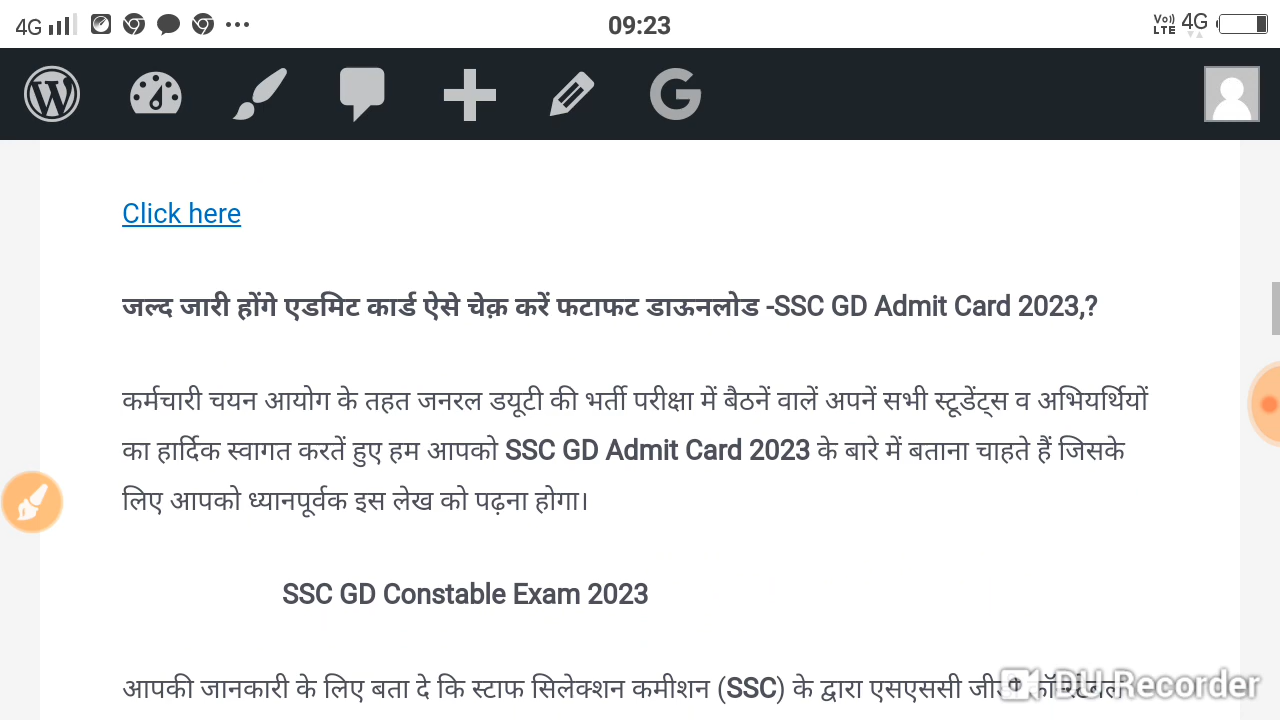 4G 09:23 Vo)) LTE 4G
Click here
जल्द जारी होंगे एडमिट कार्ड ऐसे चेक़ करें फटाफट डाऊनलोड -SSC GD Admit Card 2023,?
कर्मचारी चयन आयोग के तहत जनरल डयूटी की भर्ती परीक्षा में बैठनें वालें अपनें सभी स्टूडेंट्स व अभियर्थियों
का हार्दिक स्वागत करतें हुए हम आपको SSC GD Admit Card 2023 के बारे में बताना चाहते हैं जिसके
लिए आपको ध्यानपूर्वक इस लेख को पढ़ना होगा।
SSC GD Constable Exam 2023
आपकी जानकारी के लिए बता दे कि स्टाफ सिलेक्शन कमीशन (SSC) के द्वारा एसएससी
DU Recorder